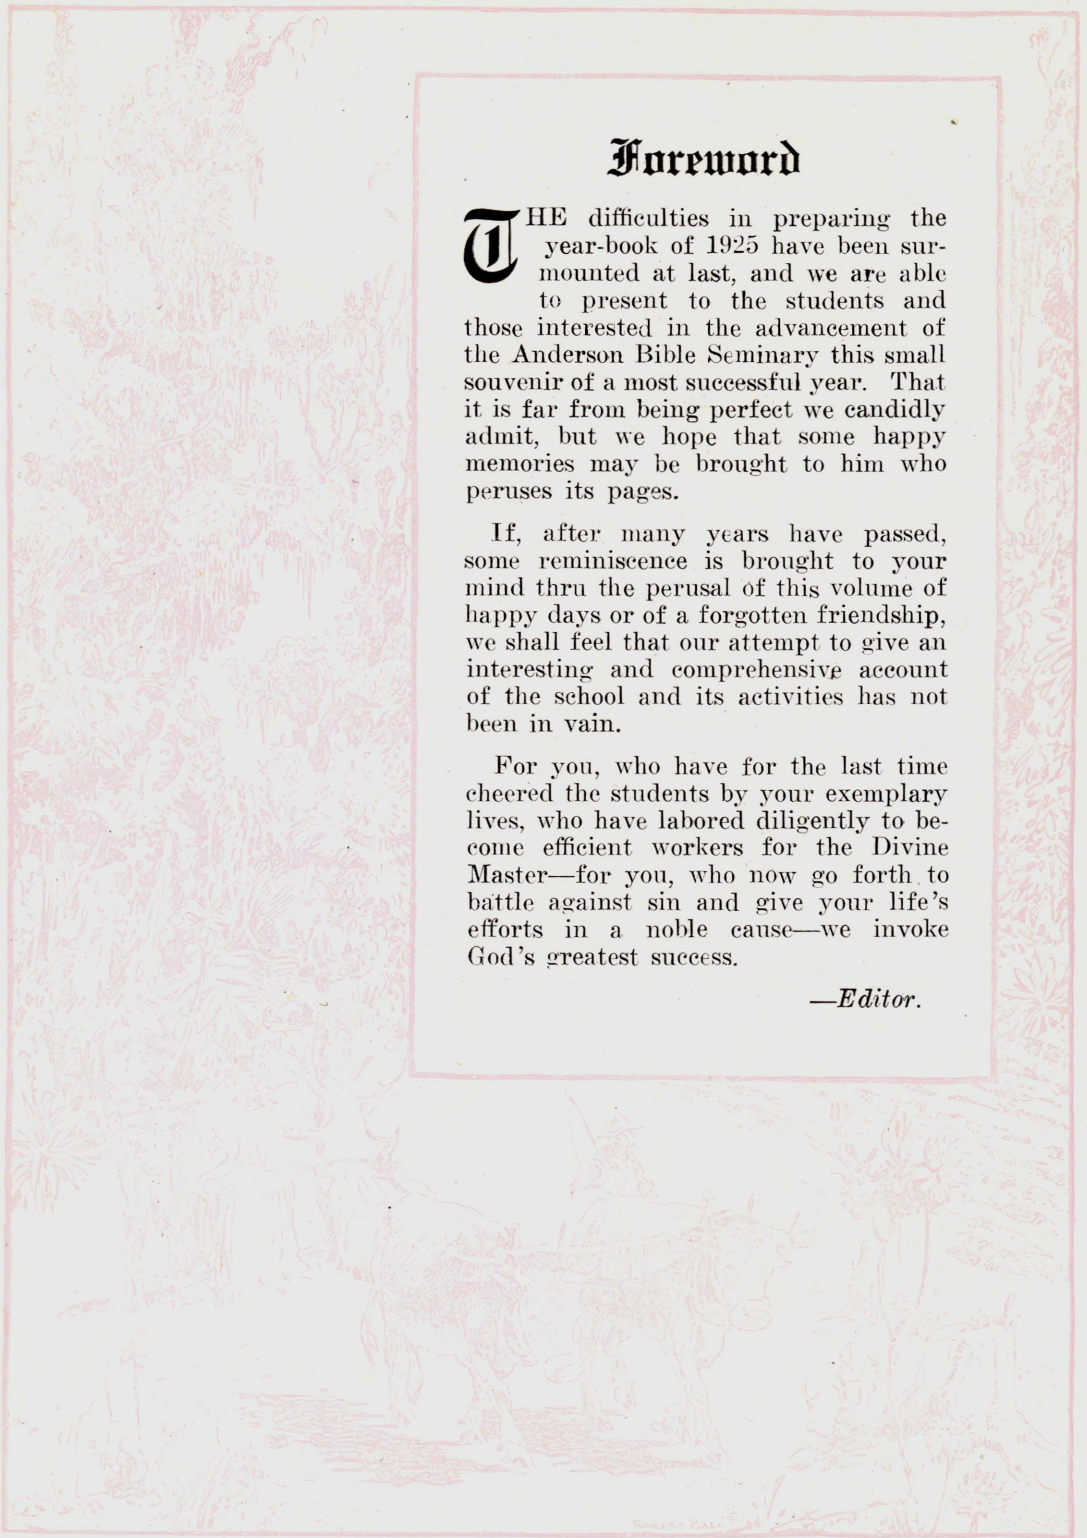 Foreword
THE difficulties in preparing the
year-book of 1925 have been sur-
mounted at last, and we are able
to present to the students and
those interested in the advancement of
the Anderson Bible Seminary this small
souvenir of a most successful year. That
it is far from being perfect we candidly
admit, but we hope that some happy
memories may be brought to him who
peruses its pages.
If, after many years have passed,
some reminiscence is brought to your
mind thru the perusal of this volume of
happy days or of a forgotten friendship,
we shall feel that our attempt to give an
interesting and comprehensive account
of the school and its activities has not
been in vain.
For you, who have for the last time
cheered the students by your exemplary
lives, who have labored diligently to be-
come efficient workers for the Divine
Master—for you, who now go forth to
battle against sin and give your life's
efforts in a noble cause—we invoke
God's greatest success.
—Editor.